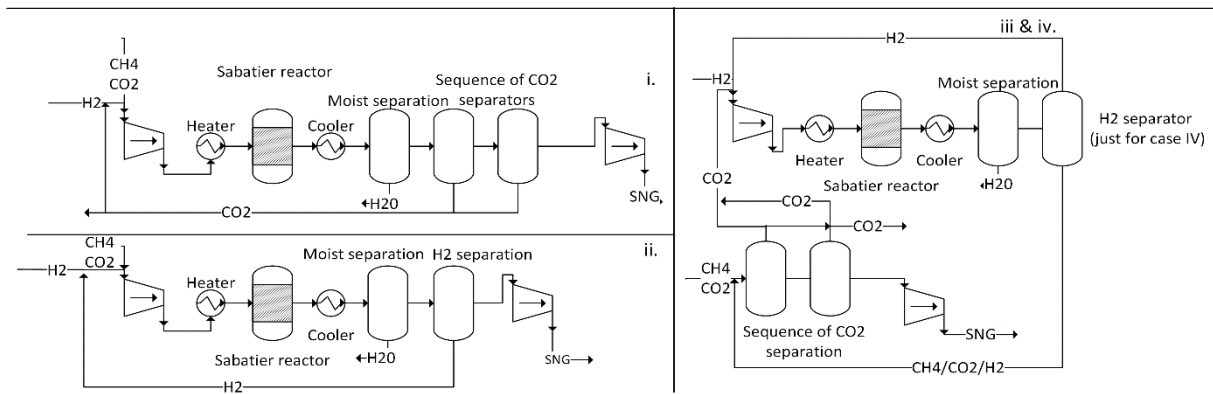 CH4
CO2
H2
Sabatier reactor
i.
Sequence of CO2
Moist separation separators
Heater
Cooler
H20
CO2
SNG
CH4
CO2
H2
ii.
Moist separation H2 separation
Heater
Cooler
Sabatier reactor
H20
SNG
H2
iii & iv.
H2
H2
Moist separation
H2 separator
(just for case IV)
Heater
Cooler
CO2
Sabatier reactor
H20
CO2
CO2
CH4
CO2
Sequence of CO2
separation
SNG
CH4/CO2/H2